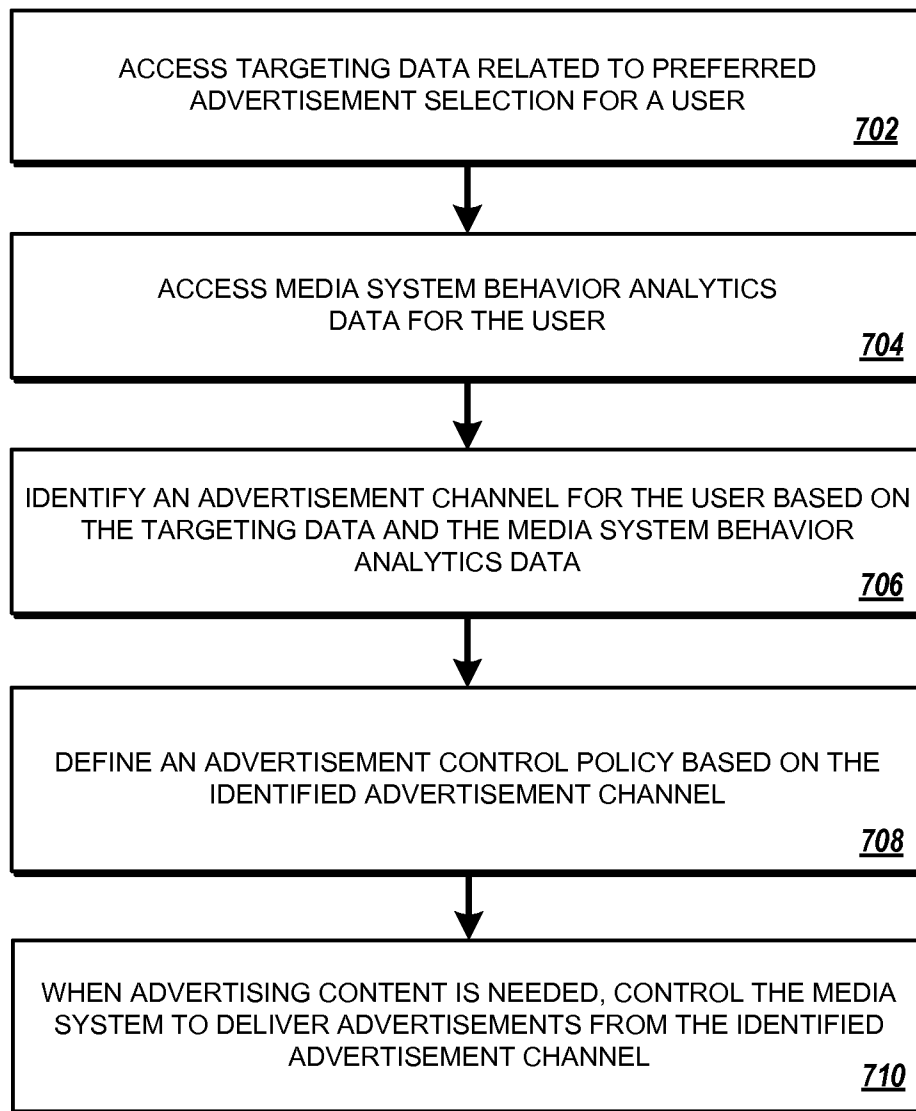 ACCESS TARGETING DATA RELATED TO PREFERRED
ADVERTISEMENT SELECTION FOR A USER
702
ACCESS MEDIA SYSTEM BEHAVIOR ANALYTICS
DATA FOR THE USER
704
IDENTIFY AN ADVERTISEMENT CHANNEL FOR THE USER BASED ON
THE TARGETING DATA AND THE MEDIA SYSTEM BEHAVIOR
ANALYTICS DATA
706
DEFINE AN ADVERTISEMENT CONTROL POLICY BASED ON THE
IDENTIFIED ADVERTISEMENT CHANNEL
708
WHEN ADVERTISING CONTENT IS NEEDED, CONTROL THE MEDIA
SYSTEM TO DELIVER ADVERTISEMENTS FROM THE IDENTIFIED
ADVERTISEMENT CHANNEL
710